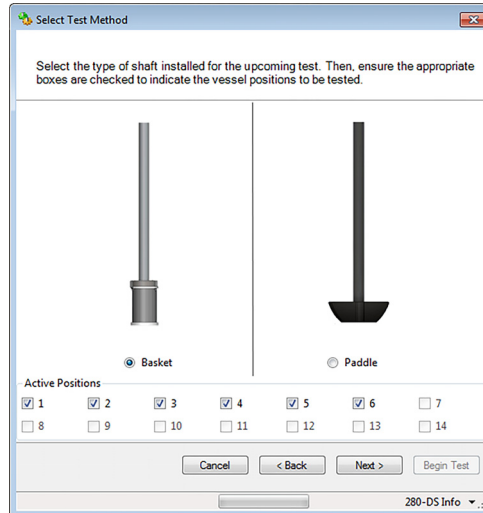 Select Test Method
Select the type of shaft installed for the upcoming test. Then, ensure the appropriate
boxes are checked to indicate the vessel positions to be tested.
Basket Paddle
Active Positions
1 2 3 4 5 6 7
8 9 10 11 12 13 14
Cancel < Back Next > Begin Test
280-DS Info